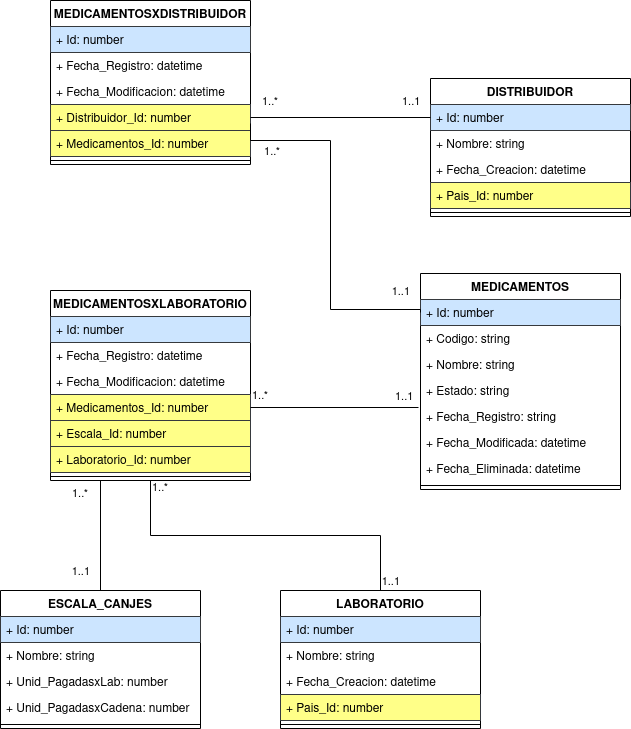 MEDICAMENTOSXDISTRIBUIDOR
+ Id: number
+ Fecha_Registro: datetime
+ Fecha_Modificacion: datetime
+ Distribuidor_Id: number
+ Medicamentos_Id: number
1..*
1..1
1..*
DISTRIBUIDOR
+ Id: number
+ Nombre: string
+ Fecha_Creacion: datetime
+ Pais_Id: number
1..1
MEDICAMENTOS
+ Id: number
+ Codigo: string
+ Nombre: string
+ Estado: string
+ Fecha_Registro: string
+ Fecha_Modificada: datetime
+ Fecha_Eliminada: datetime
MEDICAMENTOSXLABORATORIO
+ Id: number
+ Fecha_Registro: datetime
+ Fecha_Modificacion: datetime
+ Medicamentos_Id: number
+ Escala_Id: number
+ Laboratorio_Id: number
1..*
1..1
1..*
1..*
1..1
1..1
ESCALA_CANJES
+ Id: number
+ Nombre: string
+ Unid_PagadasxLab: number
+ Unid_PagadasxCadena: number
LABORATORIO
+ Id: number
+ Nombre: string
+ Fecha_Creacion: datetime
+ Pais_Id: number